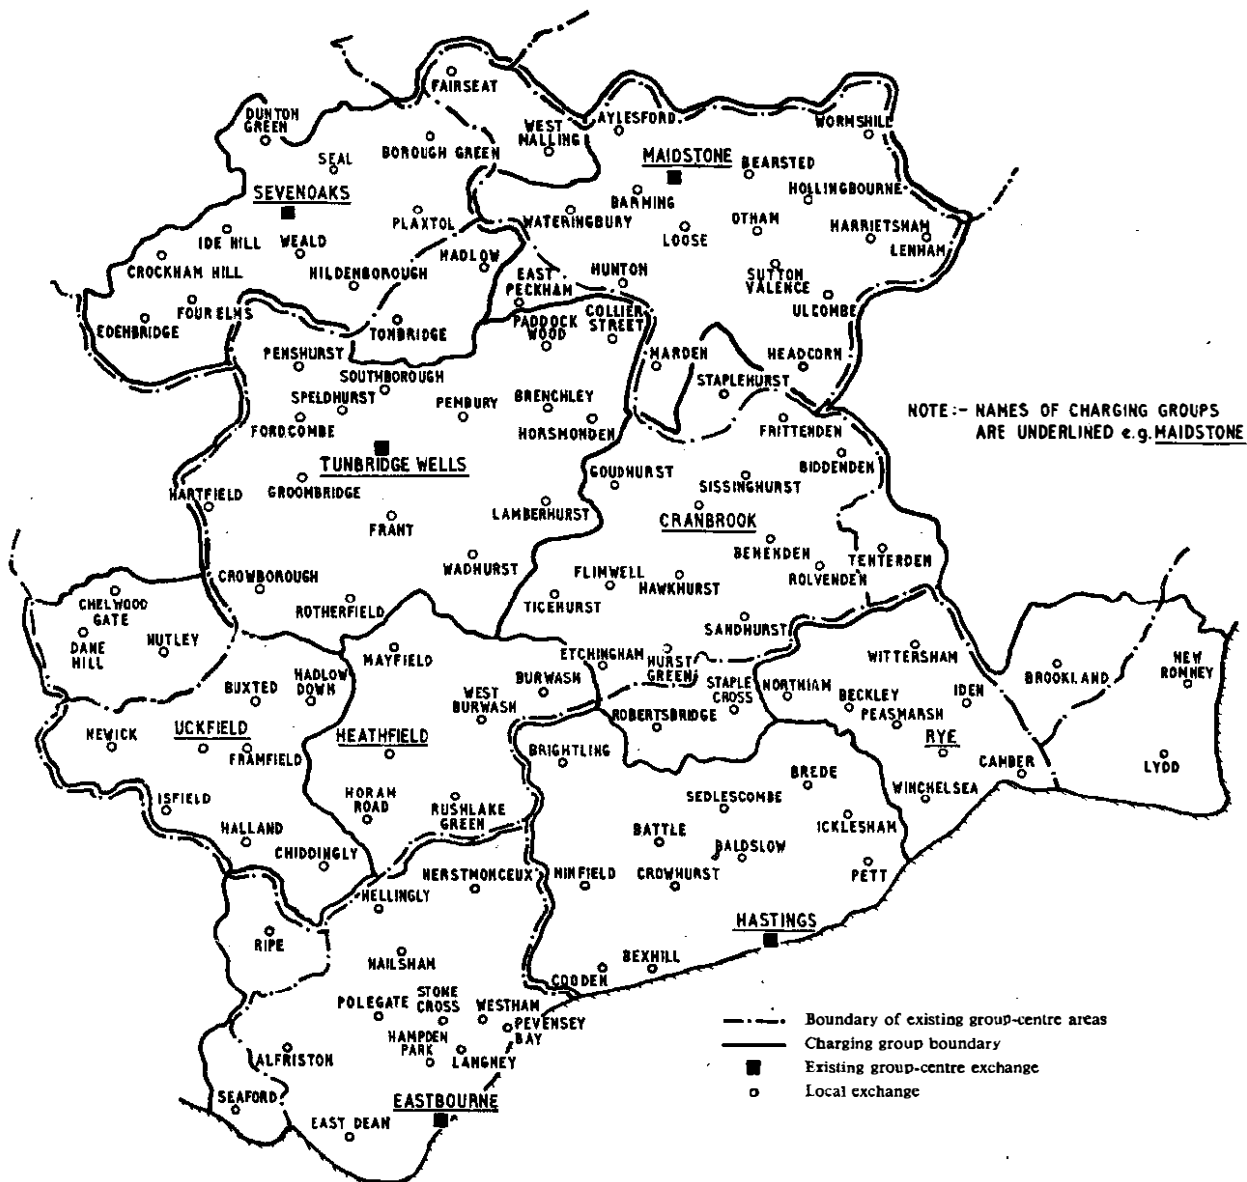 FAIRSEAT
DUNTON
GREEN
SEAL
BOROUGH GREEN
WEST
MALLING
AYLESFORD
WORMSHILL
MAIDSTONE
BEARSTED
SEVENOAKS
PLAXTOL
WATERINGBURY
BARMING
LOOSE
OTHAM
HOLLINGBOURNE
HARRIETSHAM
LENHAM
IDE HILL
WEALD
CROCKHAM HILL
HILDENBOROUGH
HADLOW
EAST
PECKHAM
HUNTON
SUTTON
VALENCE
ULCOMBE
EDENBRIDGE
FOUR ELMS
TONBRIDGE
PADDOCK
WOOD
COLLIER
STREET
PENSHURST
SOUTHBOROUGH
MARDEN
STAPLEHURST
HEADCORN
SPELDHURST
FORDCOMBE
PEMBURY
BRENCHLEY
HORSMONDEN
FRITTENDEN
NOTE:- NAMES OF CHARGING GROUPS
ARE UNDERLINED e.g. MAIDSTONE
TUNBRIDGE WELLS
GOUDHURST
SISSINGHURST
BIDDENDEN
HARTFIELD
GROOMBRIDGE
FRANT
LAMBERHURST
CRANBROOK
BENENDEN
ROLVENDEN
TENTERDEN
CROWBOROUGH
ROTHERFIELD
WADHURST
TICEHURST
FLIMWELL
HAWKHURST
SANDHURST
CHELWOOD
GATE
DANE
HILL
NUTLEY
MAYFIELD
ETCHINGHAM
HURST
GREEN
WITTERSHAM
BROOKLAND
NEW
ROMNEY
BUXTED
HADLOW
DOWN
WEST
BURWASH
BURWASH
ROBERTSBRIDGE
STAPLE
CROSS
NORTHIAM
BECKLEY
PEASMARSH
IDEN
NEWICK
UCKFIELD
FRAMFIELD
HEATHFIELD
BRIGHTLING
RYE
CAMBER
LYDD
ISFIELD
HORAM
ROAD
RUSHLAKE
GREEN
SEDLESCOMBE
BREDE
WINCHELSEA
HALLAND
CHIDDINGLY
BATTLE
BALDSLOW
ICKLESHAM
HELLINGLY
HERSTMONCEUX
NINFIELD
CROWHURST
PETT
RIPE
HAILSHAM
HASTINGS
COODEN
BEXHILL
POLEGATE
STONE
CROSS
WESTHAM
PEVENSEY
BAY
HAMPDEN
PARK
LANGNEY
ALFRISTON
SEAFORD
EAST DEAN
EASTBOURNE
Boundary of existing group-centre areas
Charging group boundary
Existing group-centre exchange
Local exchange